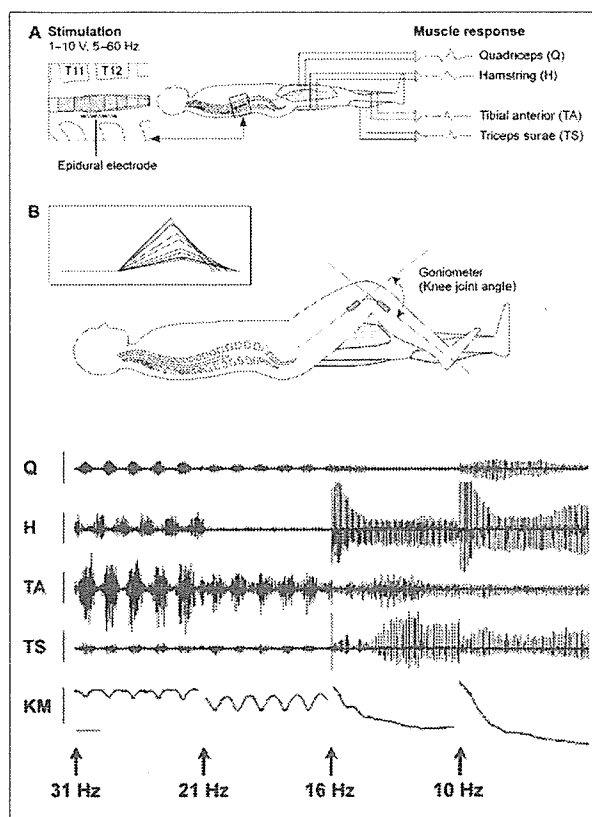 A Stimulation
1–10 V, 5–60 Hz
T11 T12
Epidural electrode
Muscle response
Quadriceps (Q)
Hamstring (H)
Tibial anterior (TA)
Triceps surae (TS)
B
Goniometer
(Knee joint angle)
Q
H
TA
TS
KM
31 Hz 21 Hz 16 Hz 10 Hz